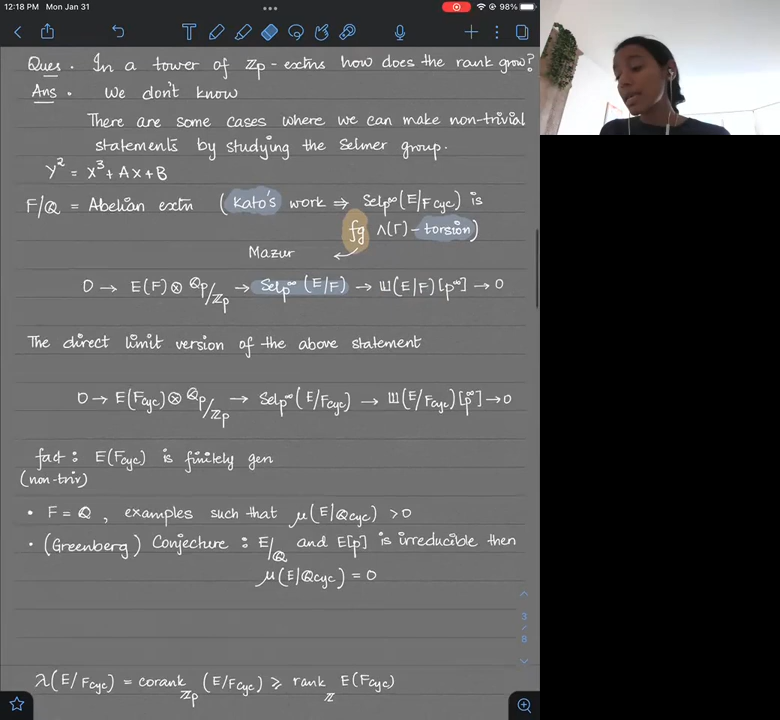 12:18 PM Mon Jan 31
98%
Ques. In a tower of ℤp-extns how does the rank grow?
Ans. We don't know
There are some cases where we can make non-trivial
statements by studying the Selmer group.
Y² = X³ + AX + B
F/ℚ = Abelian extn (Kato's work ⇒ Selp∞(E/Fcyc) is
fg Λ(Γ)-torsion)
Mazur
0 → E(F) ⊗ ℚp/ℤp → Selp∞(E/F) → Ш(E/F)[p∞] → 0
The direct limit version of the above statement
0 → E(Fcyc) ⊗ ℚp/ℤp → Selp∞(E/Fcyc) → Ш(E/Fcyc)[p∞] → 0
fact : E(Fcyc) is finitely gen
(non-triv)
• F = ℚ, examples such that μ(E/ℚcyc) > 0
• (Greenberg) Conjecture : E/ℚ and E[p] is irreducible then
μ(E/ℚcyc) = 0
3
/
8
λ(E/Fcyc) = corank ℤp (E/Fcyc) ≥ rank ℤ E(Fcyc)